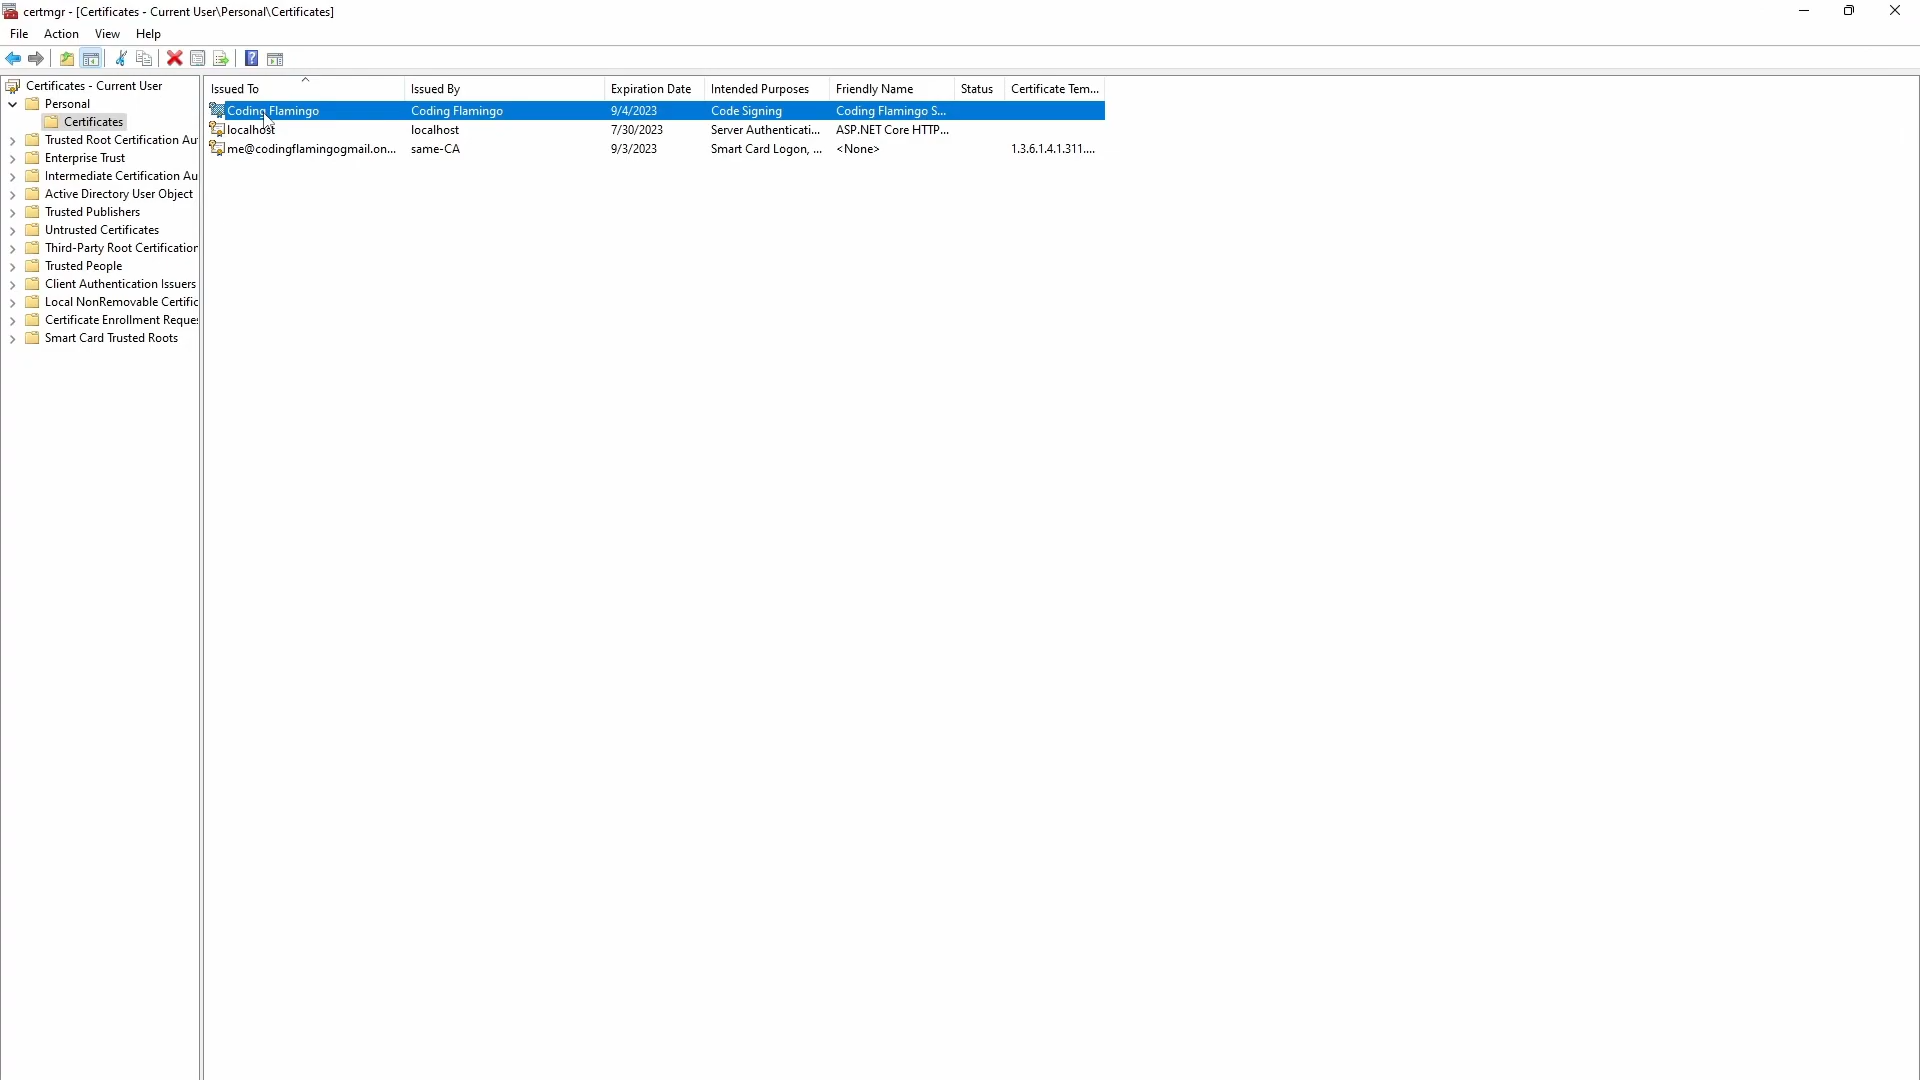 certmgr - [Certificates - Current User\Personal\Certificates]
File Action View Help
Certificates - Current User
Personal
Certificates
Trusted Root Certification Au
Enterprise Trust
Intermediate Certification Au
Active Directory User Object
Trusted Publishers
Untrusted Certificates
Third-Party Root Certification
Trusted People
Client Authentication Issuers
Local NonRemovable Certific
Certificate Enrollment Reques
Smart Card Trusted Roots
Issued To Issued By Expiration Date Intended Purposes Friendly Name Status Certificate Tem...
Coding Flamingo Coding Flamingo 9/4/2023 Code Signing Coding Flamingo S...
localhost localhost 7/30/2023 Server Authenticati... ASP.NET Core HTTP...
me@codingflamingogmail.on... same-CA 9/3/2023 Smart Card Logon, ... <None> 1.3.6.1.4.1.311....